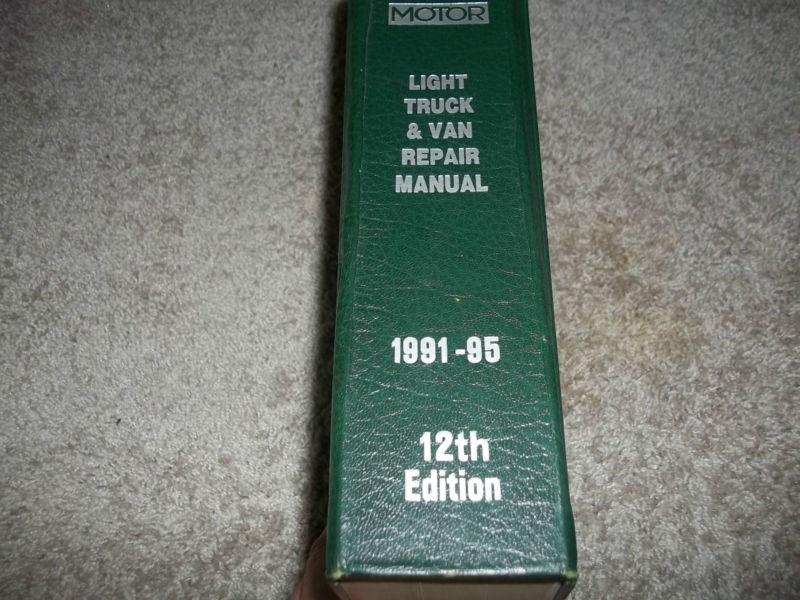 MOTOR
LIGHT
TRUCK
& VAN
REPAIR
MANUAL
1991-95
12th
Edition